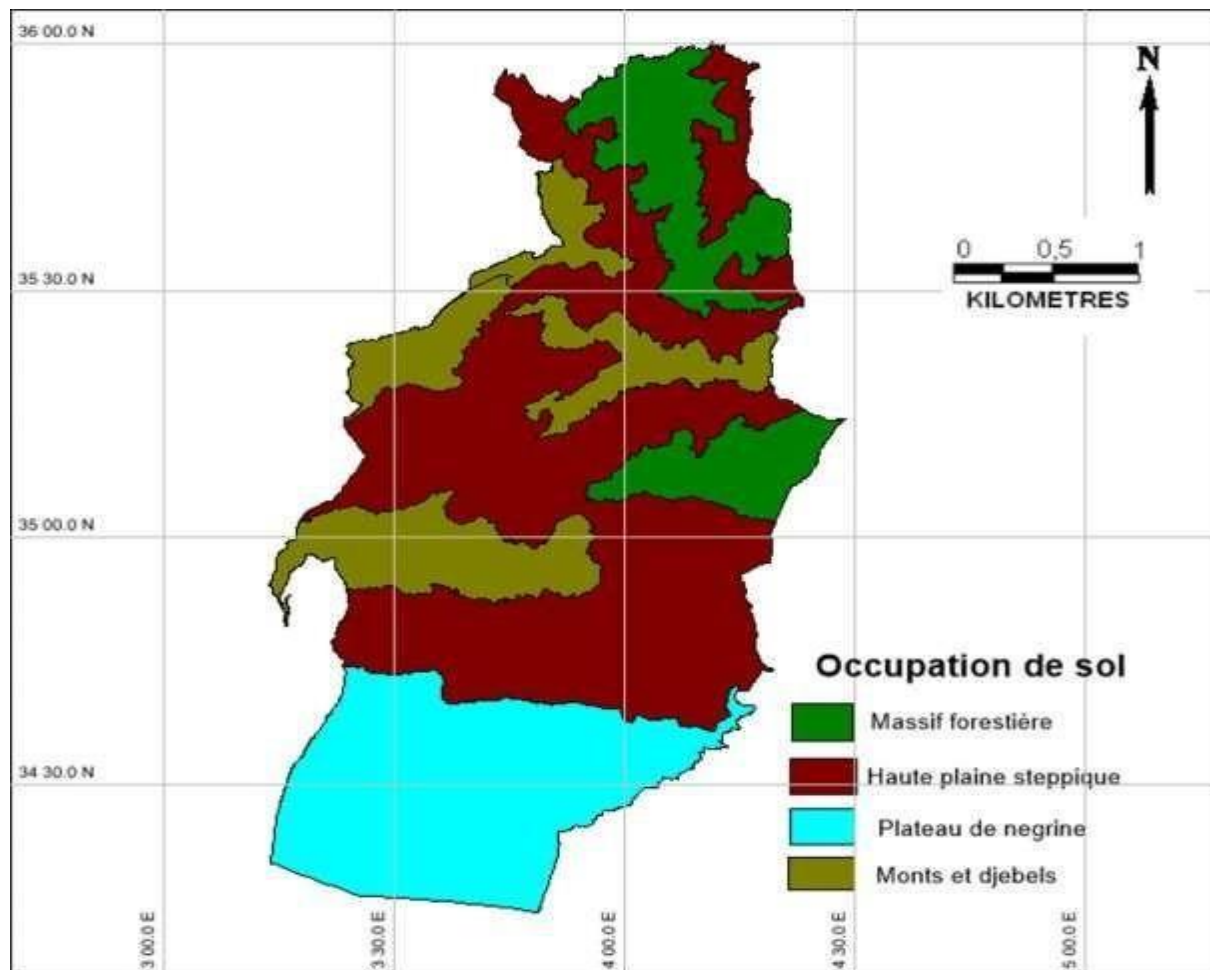 36 00.0 N
N
0 0,5 1
KILOMETRES
35 30.0 N
35 00.0 N
Occupation de sol
Massif forestière
Haute plaine steppique
34 30.0 N
Plateau de negrine
Monts et djebels
3 00.0 E
3 30.0 E
4 00.0 E
4 30.0 E
5 00.0 E